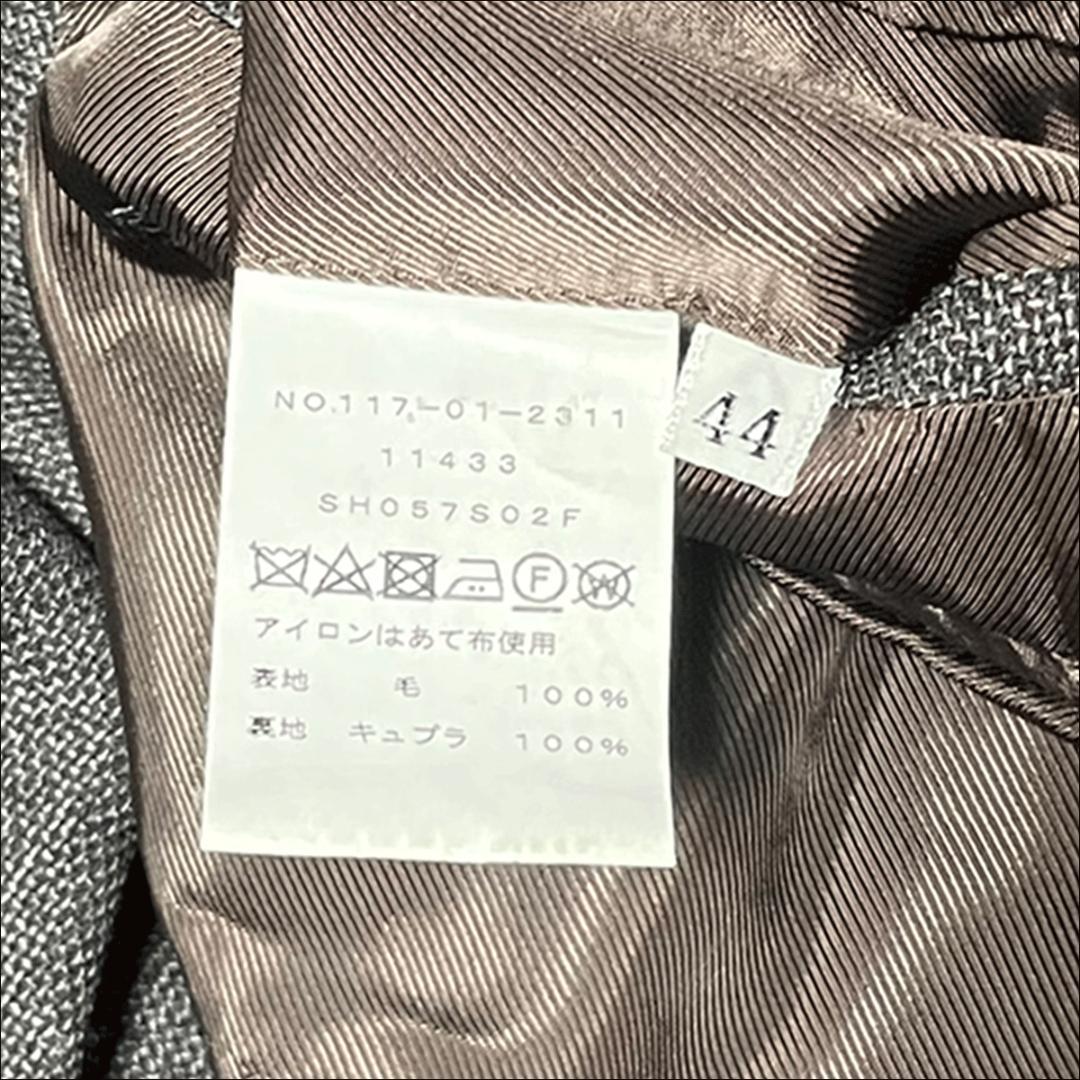 NO.117-01-2311
11433
SH057S02F
F W
アイロンはあて布使用
表地 毛 100%
裏地 キュプラ 100%
44